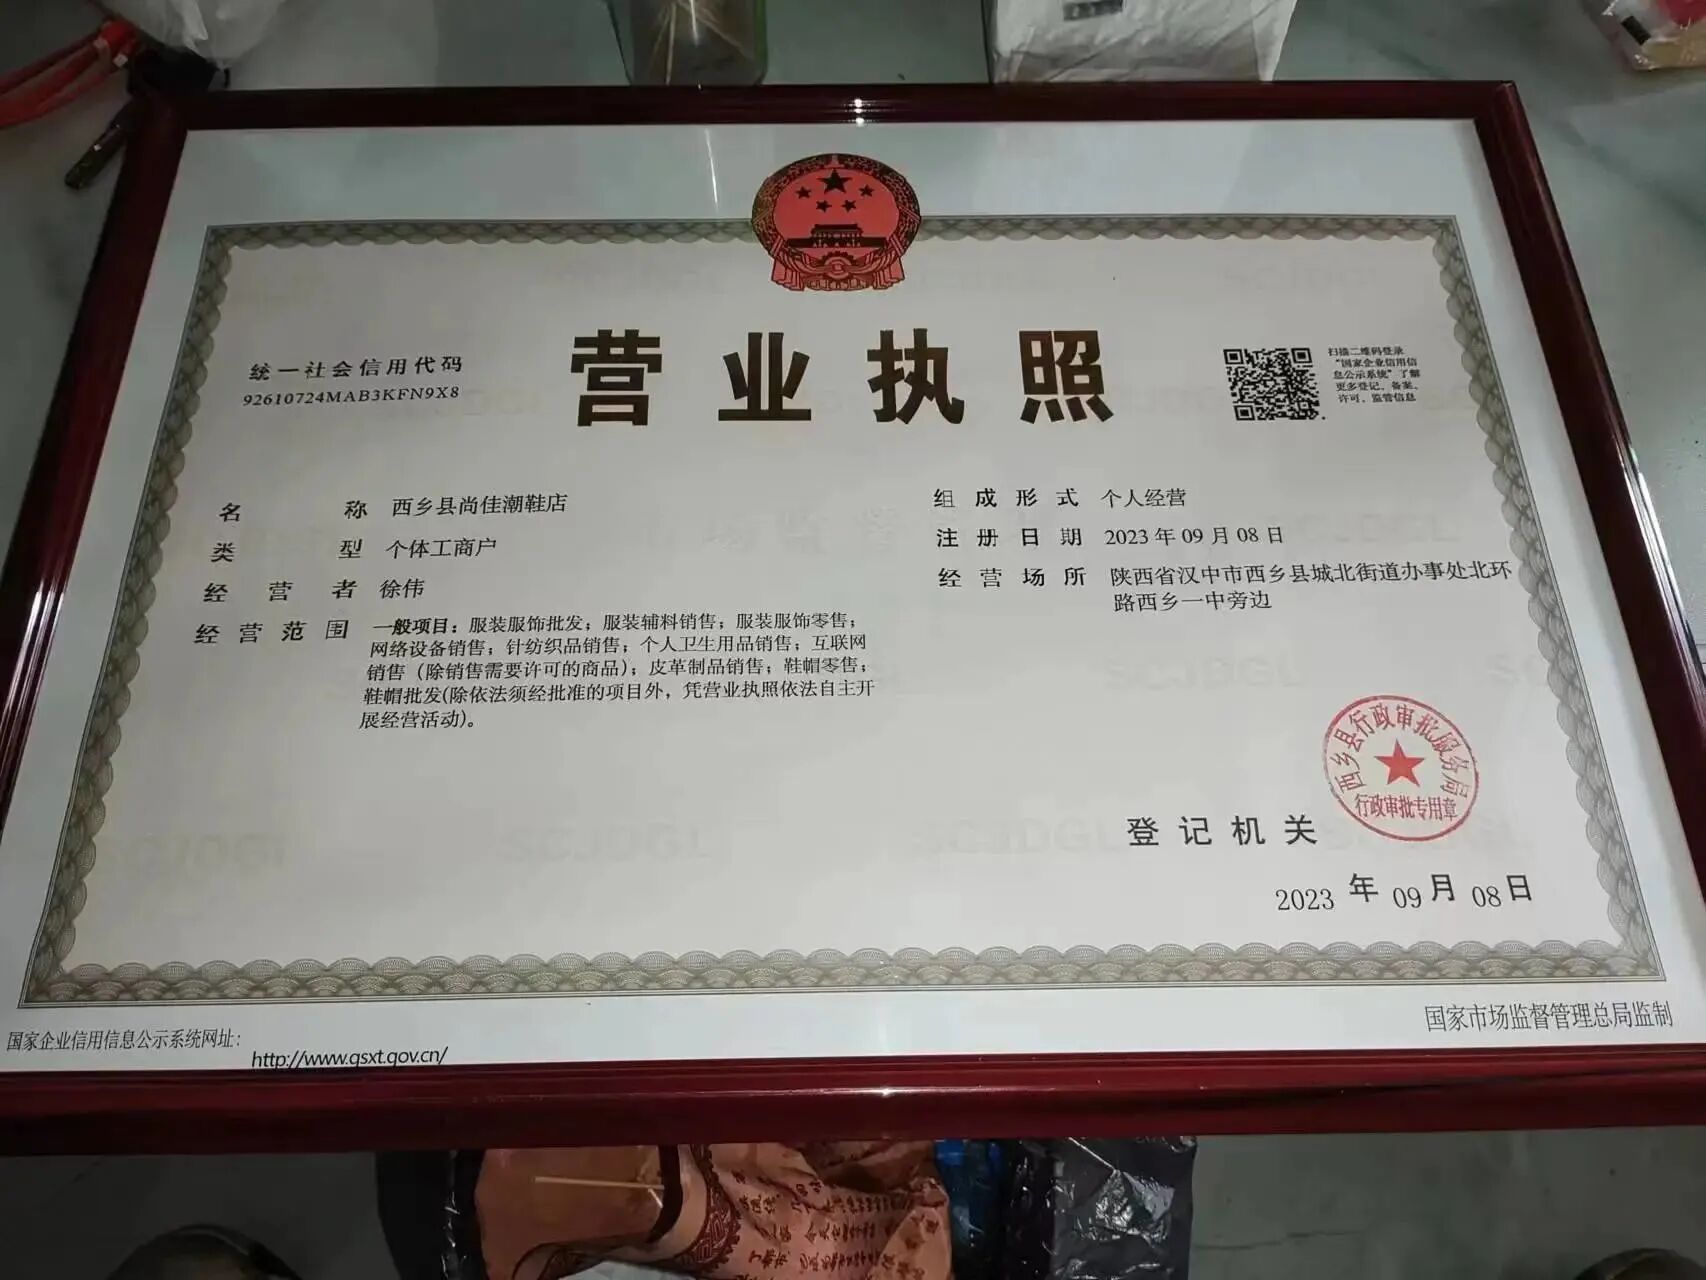 营业执照
统一社会信用代码
92610724MAB3KFN9X8
扫描二维码登录
“国家企业信用信
息公示系统”了解
更多登记、备案、
许可、监管信息
名称 西乡县尚佳潮鞋店
类型 个体工商户
经营者 徐伟
经营范围 一般项目：服装服饰批发；服装辅料销售；服装服饰零售；
网络设备销售；针纺织品销售；个人卫生用品销售；互联网
销售（除销售需要许可的商品）；皮革制品销售；鞋帽零售；
鞋帽批发(除依法须经批准的项目外，凭营业执照依法自主开
展经营活动)。
组成形式 个人经营
注册日期 2023年09月08日
经营场所 陕西省汉中市西乡县城北街道办事处北环
路西乡一中旁边
西乡县行政审批服务局
行政审批专用章
登记机关
2023年09月08日
国家企业信用信息公示系统网址：
http://www.gsxt.gov.cn/
国家市场监督管理总局监制
SCJDGL
SCJDGL
SCJDGL
SCJDGL